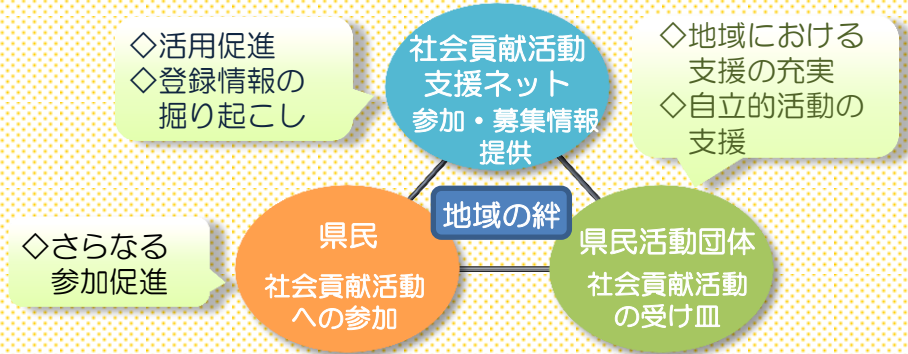 ◇活用促進
◇登録情報の
掘り起こし
社会貢献活動
支援ネット
参加・募集情報
提供
◇地域における
支援の充実
◇自立的活動の
支援
地域の絆
◇さらなる
参加促進
県民
社会貢献活動
への参加
県民活動団体
社会貢献活動
の受け皿